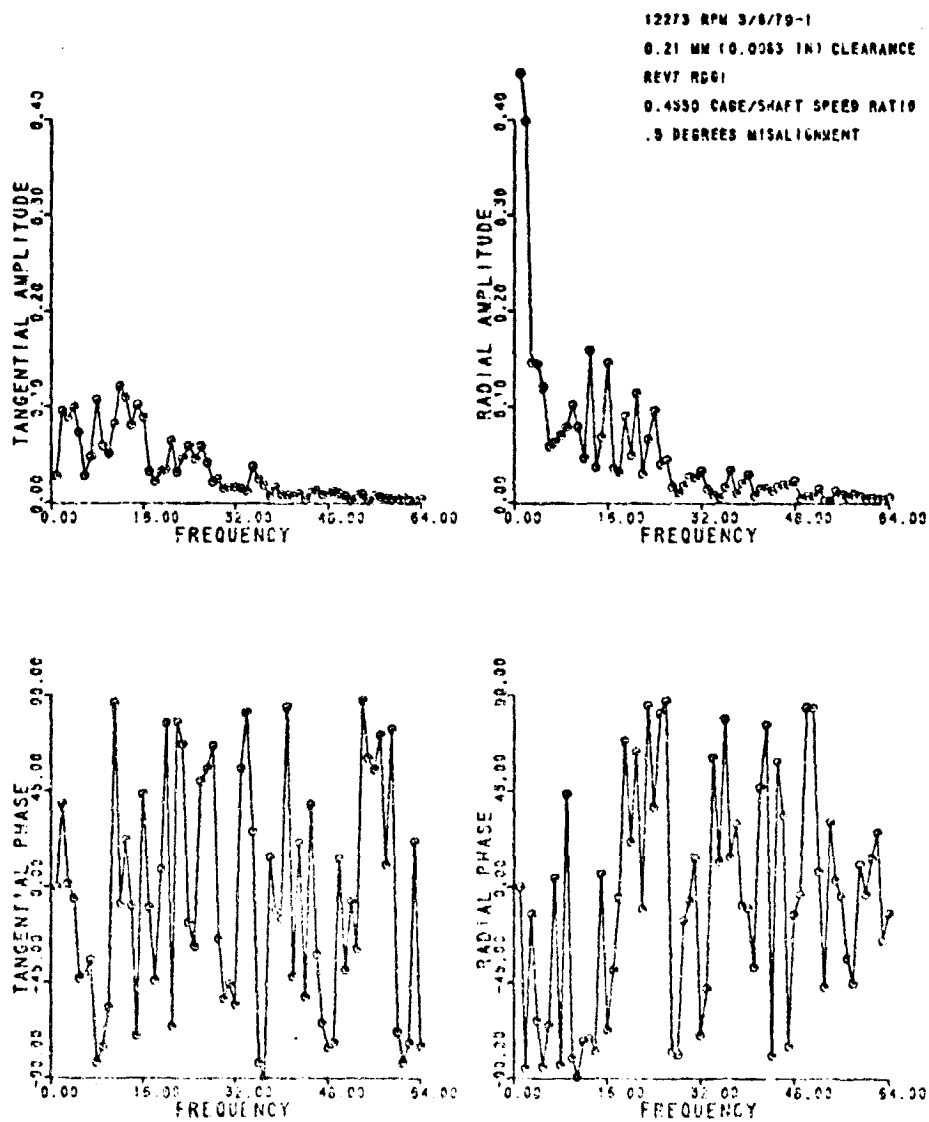 12273 RPM 3/6/79-1
0.21 MM (0.0083 IN) CLEARANCE
REV7 RGG1
0.4550 CAGE/SHAFT SPEED RATIO
.5 DEGREES MISALIGNMENT
TANGENTIAL AMPLITUDE
0.00 0.10 0.20 0.30 0.40
0.00 16.00 32.00 48.00 64.00
FREQUENCY
RADIAL AMPLITUDE
0.00 0.10 0.20 0.30 0.40
0.00 16.00 32.00 48.00 64.00
FREQUENCY
TANGENTIAL PHASE
-90.00 -45.00 0.00 45.00 90.00
0.00 16.00 32.00 48.00 64.00
FREQUENCY
RADIAL PHASE
-90.00 -45.00 0.00 45.00 90.00
0.00 16.00 32.00 48.00 64.00
FREQUENCY